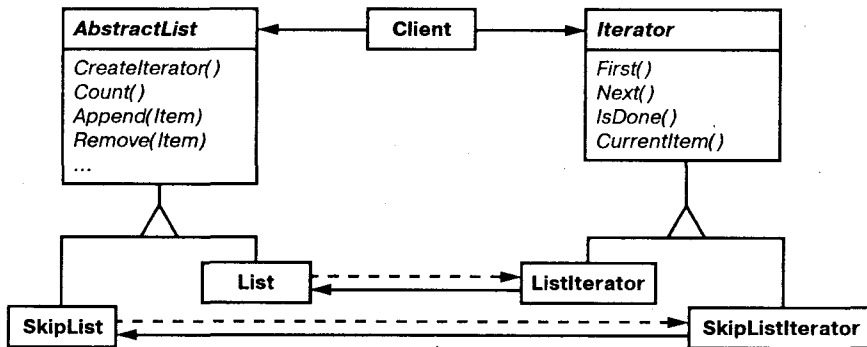 AbstractList
CreateIterator()
Count()
Append(Item)
Remove(Item)
...
Client
Iterator
First()
Next()
IsDone()
CurrentItem()
List
ListIterator
SkipList
SkipListIterator